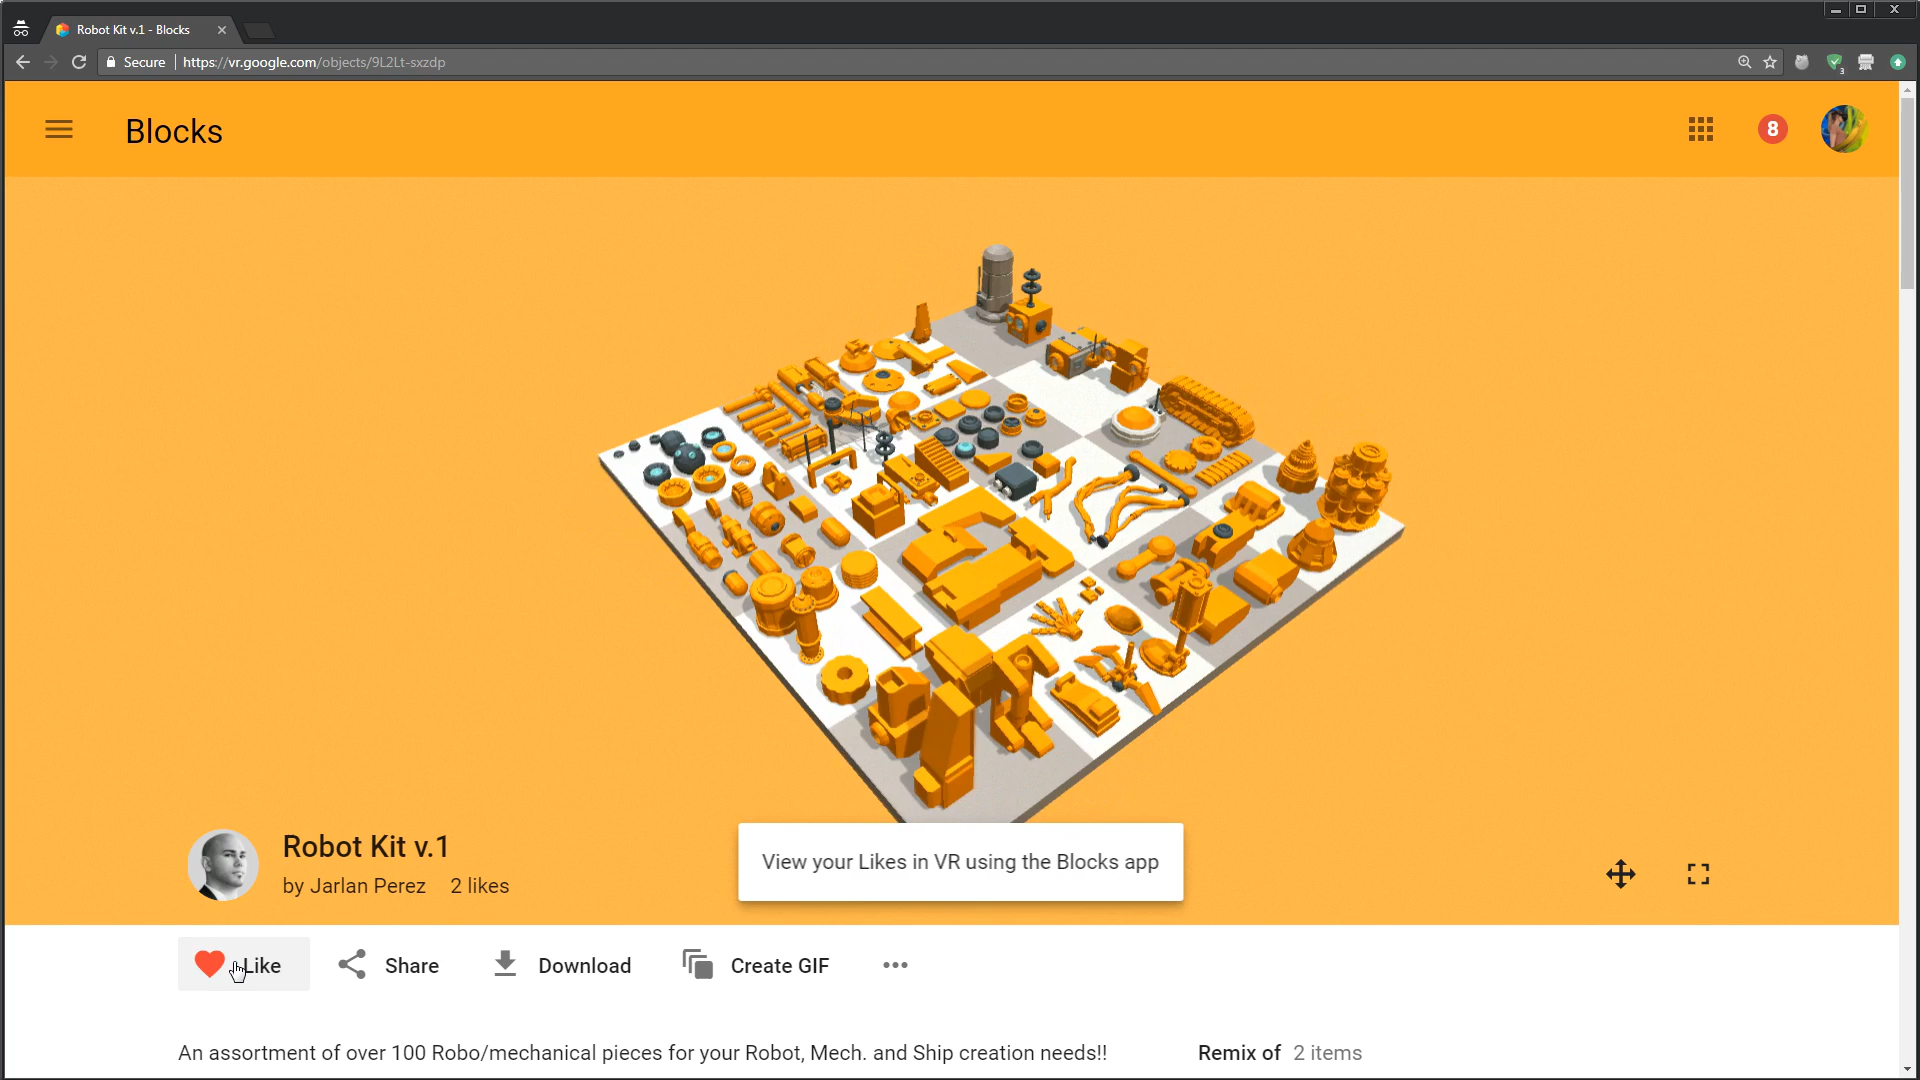 Robot Kit v.1 - Blocks
Secure
https://vr.google.com/objects/9L2Lt-sxzdp
3
Blocks
8
Robot Kit v.1
by Jarlan Perez 2 likes
View your Likes in VR using the Blocks app
Like
Share
Download
Create GIF
An assortment of over 100 Robo/mechanical pieces for your Robot, Mech. and Ship creation needs!!
Remix of 2 items